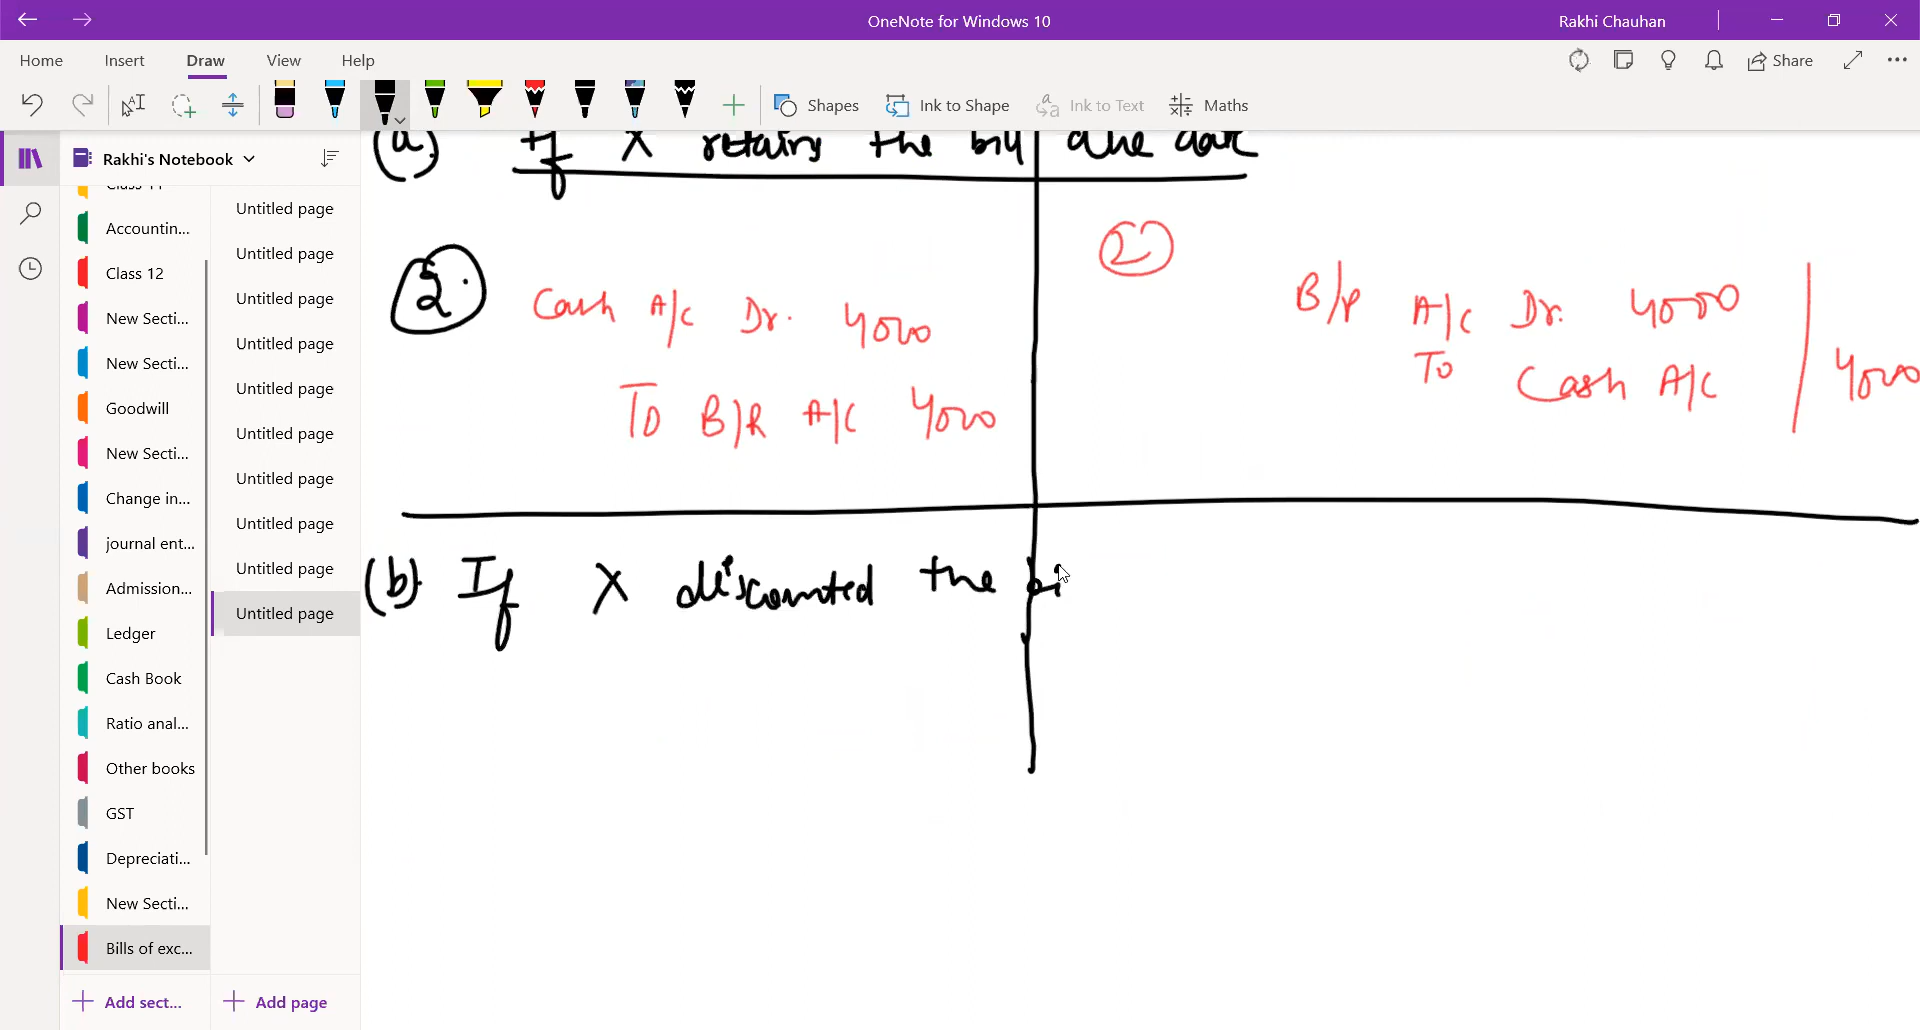 OneNote for Windows 10
Rakhi Chauhan
Home Insert Draw View Help
Share
Shapes Ink to Shape Ink to Text Maths
Rakhi's Notebook
Accountin...
Class 12
New Secti...
New Secti...
Goodwill
New Secti...
Change in...
journal ent...
Admission...
Ledger
Cash Book
Ratio anal...
Other books
GST
Depreciati...
New Secti...
Bills of exc...
Add sect...
Untitled page
Untitled page
Untitled page
Untitled page
Untitled page
Untitled page
Untitled page
Untitled page
Untitled page
Untitled page
Add page
(a) If X retains the bill due date
2.
Cash A/c Dr. 4000
To B/R A/c 4000
2
B/P A/c Dr. 4000
To Cash A/c 4000
(b) If X discounted the bi